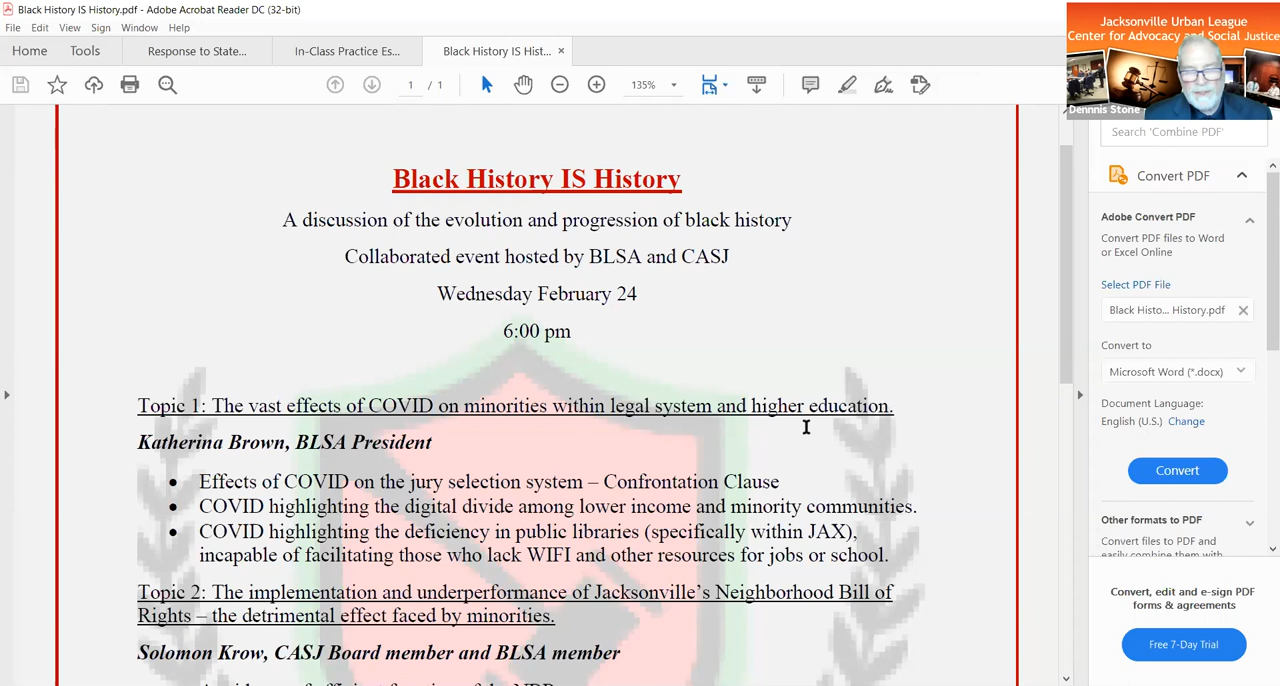 Black History IS History.pdf - Adobe Acrobat Reader DC (32-bit)
File Edit View Sign Window Help
Home Tools Response to State... In-Class Practice Es... Black History IS Hist... ×
1 / 1 135%
Jacksonville Urban League
Center for Advocacy and Social Justice
Dennnis Stone
Black History IS History
A discussion of the evolution and progression of black history
Collaborated event hosted by BLSA and CASJ
Wednesday February 24
6:00 pm
Topic 1: The vast effects of COVID on minorities within legal system and higher education.
Katherina Brown, BLSA President
• Effects of COVID on the jury selection system – Confrontation Clause
• COVID highlighting the digital divide among lower income and minority communities.
• COVID highlighting the deficiency in public libraries (specifically within JAX),
incapable of facilitating those who lack WIFI and other resources for jobs or school.
Topic 2: The implementation and underperformance of Jacksonville's Neighborhood Bill of
Rights – the detrimental effect faced by minorities.
Solomon Krow, CASJ Board member and BLSA member
Search 'Combine PDF'
Convert PDF
Adobe Convert PDF
Convert PDF files to Word
or Excel Online
Select PDF File
Black Histo... History.pdf
Convert to
Microsoft Word (*.docx)
Document Language:
English (U.S.) Change
Convert
Other formats to PDF
Convert files to PDF and
easily combine them with
Convert, edit and e-sign PDF
forms & agreements
Free 7-Day Trial